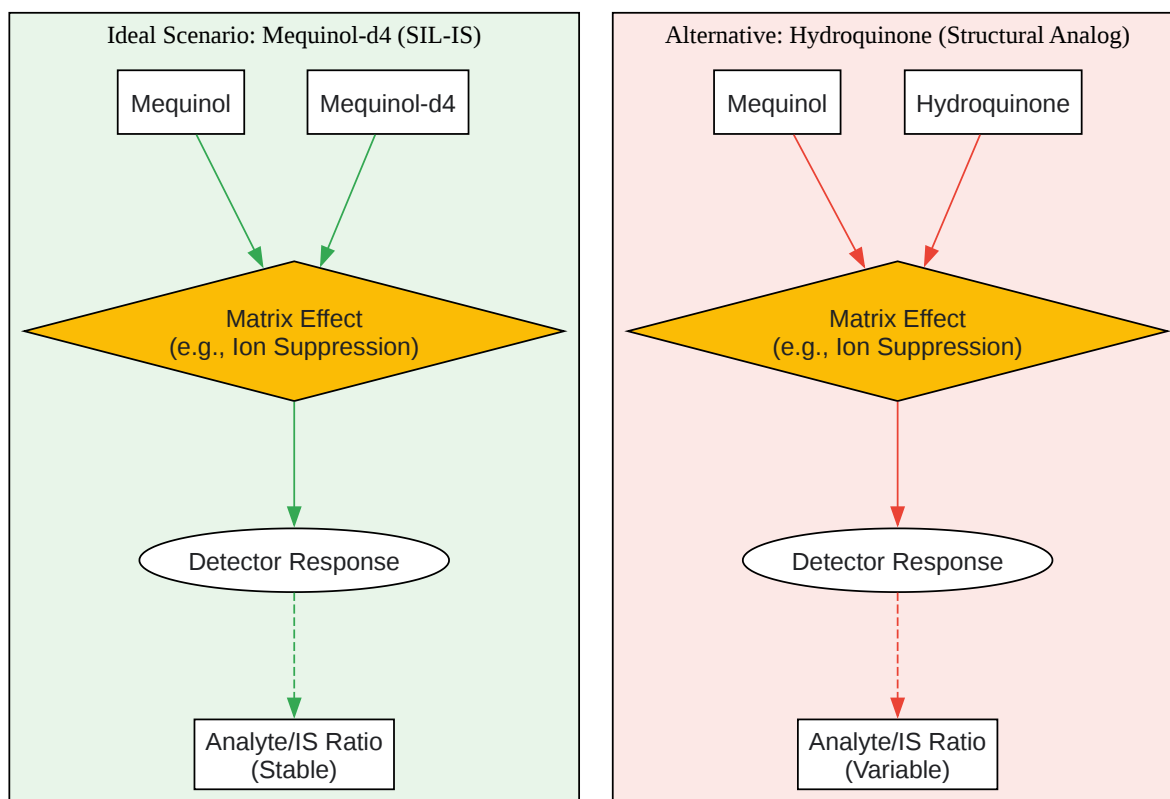 Ideal Scenario: Mequinol-d4 (SIL-IS)
Mequinol
Mequinol-d4
Matrix Effect
(e.g., Ion Suppression)
Detector Response
Analyte/IS Ratio
(Stable)
Alternative: Hydroquinone (Structural Analog)
Mequinol
Hydroquinone
Matrix Effect
(e.g., Ion Suppression)
Detector Response
Analyte/IS Ratio
(Variable)